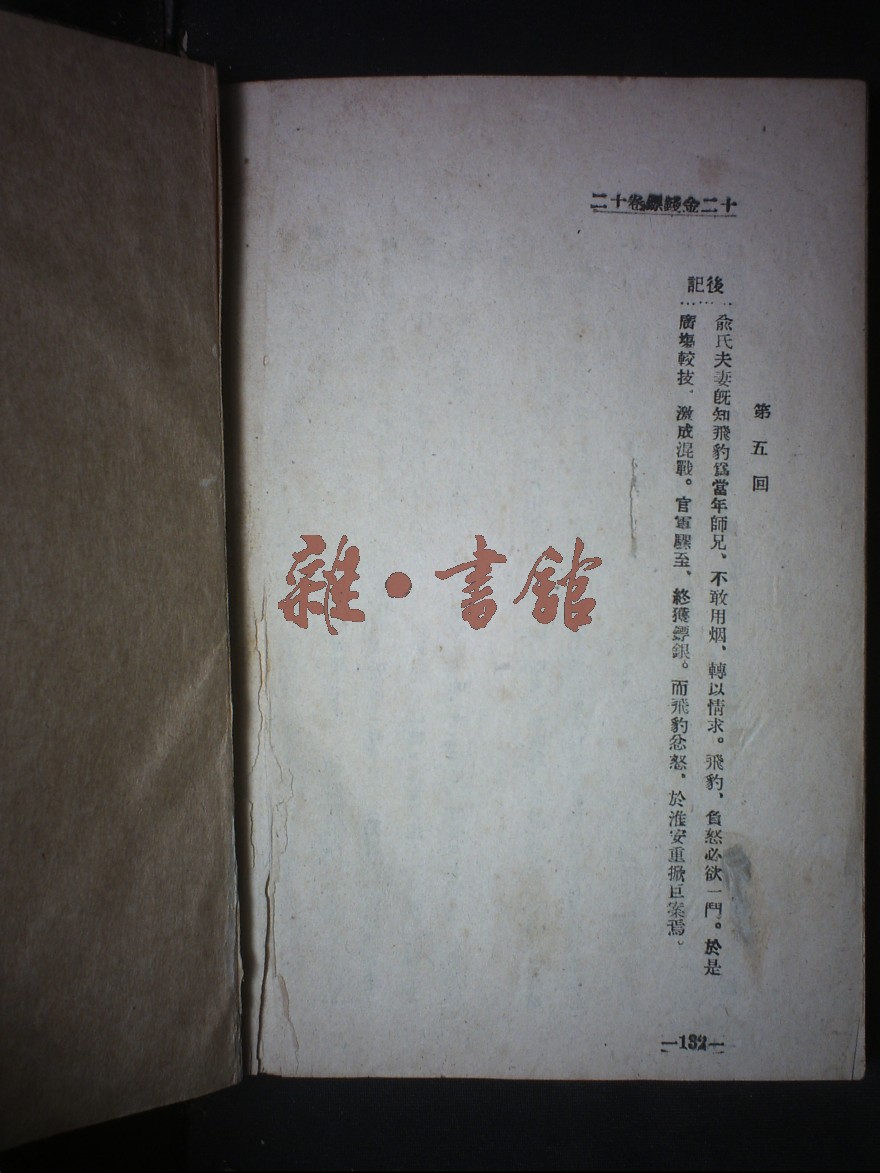 十二金錢鏢卷十二
第五回
後記
俞氏夫妻旣知飛豹爲當年師兄、不敢用烟、轉以情求。飛豹、負怒必欲一鬥。於是
廣塲較技、激成混戰。官軍驟至、終獲鏢銀。而飛豹忿怒、於淮安重掀巨案焉。
—132—
雜·書館